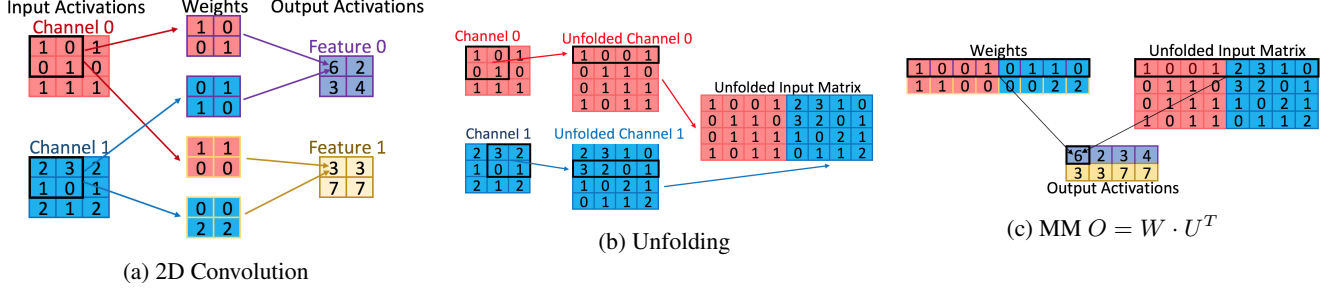 Input Activations Weights Output Activations
Channel 0
1 0 1
0 1 0
1 1 1
1 0
0 1
Feature 0
6 2
3 4
0 1
1 0
Channel 1
2 3 2
1 0 1
2 1 2
1 1
0 0
Feature 1
3 3
7 7
0 0
2 2
(a) 2D Convolution
Channel 0
1 0 1
0 1 0
1 1 1
Unfolded Channel 0
1 0 0 1
0 1 1 0
0 1 1 1
1 0 1 1
Channel 1
2 3 2
1 0 1
2 1 2
Unfolded Channel 1
2 3 1 0
3 2 0 1
1 0 2 1
0 1 1 2
Unfolded Input Matrix
1 0 0 1 2 3 1 0
0 1 1 0 3 2 0 1
0 1 1 1 1 0 2 1
1 0 1 1 0 1 1 2
(b) Unfolding
Weights
1 0 0 1 0 1 1 0
1 1 0 0 0 0 2 2
Unfolded Input Matrix
1 0 0 1 2 3 1 0
0 1 1 0 3 2 0 1
0 1 1 1 1 0 2 1
1 0 1 1 0 1 1 2
6 2 3 4
3 3 7 7
Output Activations
(c) MM O = W · U^T